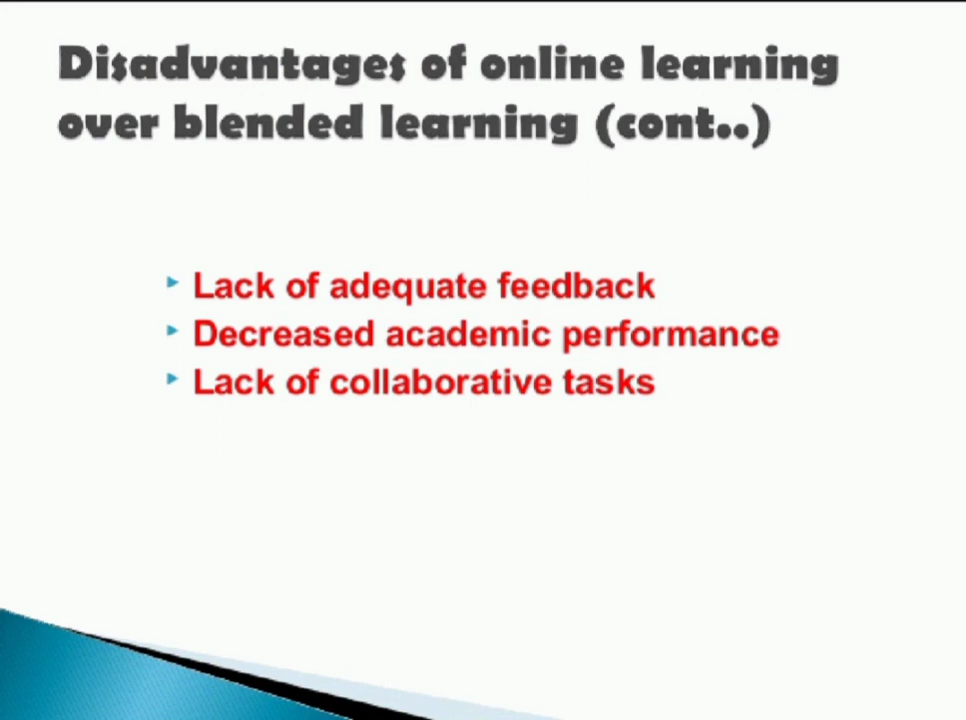 Disadvantages of online learning
over blended learning (cont..)
Lack of adequate feedback
Decreased academic performance
Lack of collaborative tasks